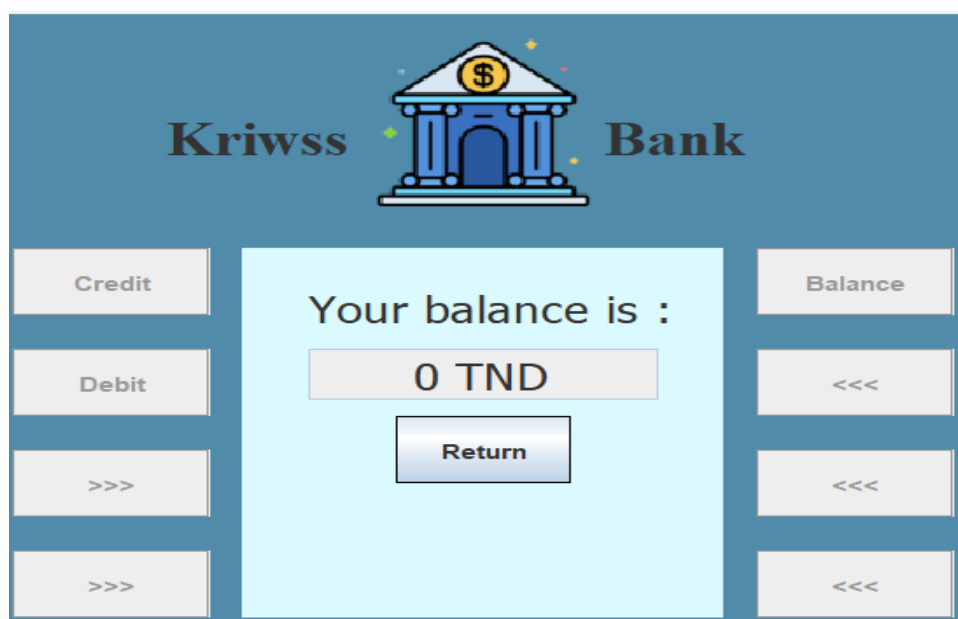 Kriwss Bank
$
Credit
Debit
>>>
>>>
Your balance is :
0 TND
Return
Balance
<<<
<<<
<<<